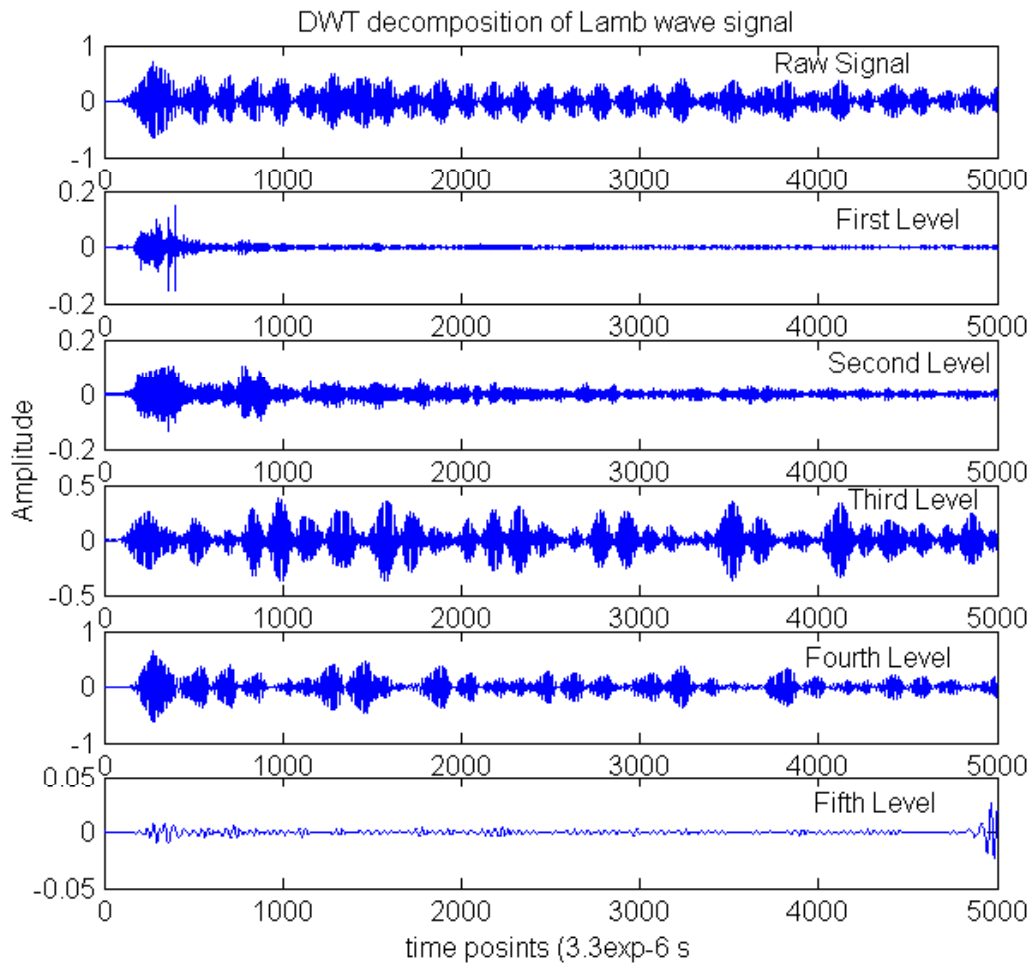 DWT decomposition of Lamb wave signal
1
0
-1
Raw Signal
0 1000 2000 3000 4000 5000
0.2
0
-0.2
First Level
0 1000 2000 3000 4000 5000
0.2
0
-0.2
Second Level
0 1000 2000 3000 4000 5000
Amplitude
0.5
0
-0.5
Third Level
0 1000 2000 3000 4000 5000
1
0
-1
Fourth Level
0 1000 2000 3000 4000 5000
0.05
0
-0.05
Fifth Level
0 1000 2000 3000 4000 5000
time posints (3.3exp-6 s